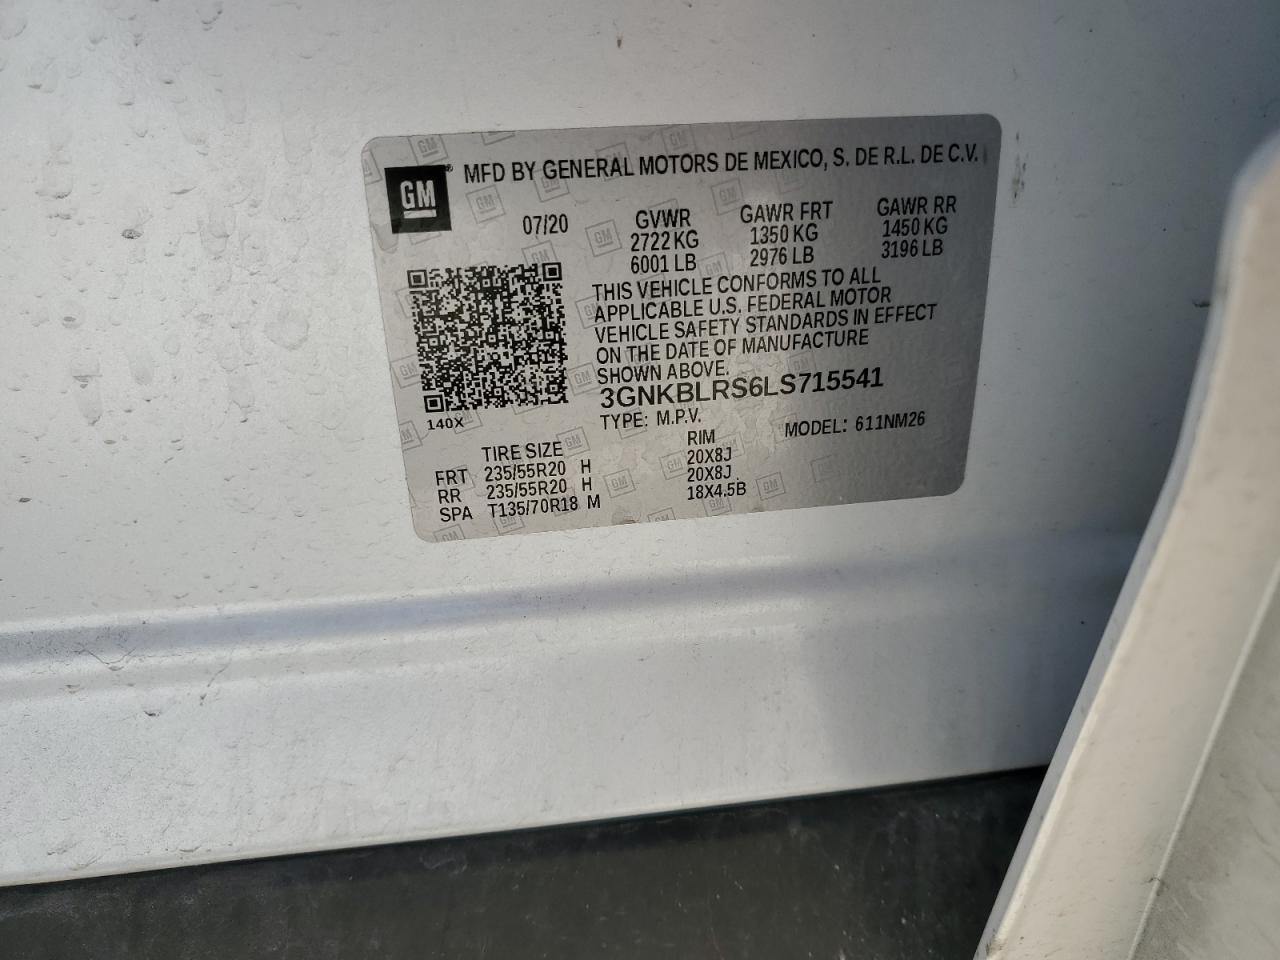 GM® MFD BY GENERAL MOTORS DE MEXICO, S. DE R.L. DE C.V.
07/20 GVWR GAWR FRT GAWR RR
2722 KG 1350 KG 1450 KG
6001 LB 2976 LB 3196 LB
THIS VEHICLE CONFORMS TO ALL
APPLICABLE U.S. FEDERAL MOTOR
VEHICLE SAFETY STANDARDS IN EFFECT
ON THE DATE OF MANUFACTURE
SHOWN ABOVE.
3GNKBLRS6LS715541
140X
TYPE: M.P.V. MODEL: 611NM26
TIRE SIZE RIM
FRT 235/55R20 H 20X8J
RR 235/55R20 H 20X8J
SPA T135/70R18 M 18X4.5B